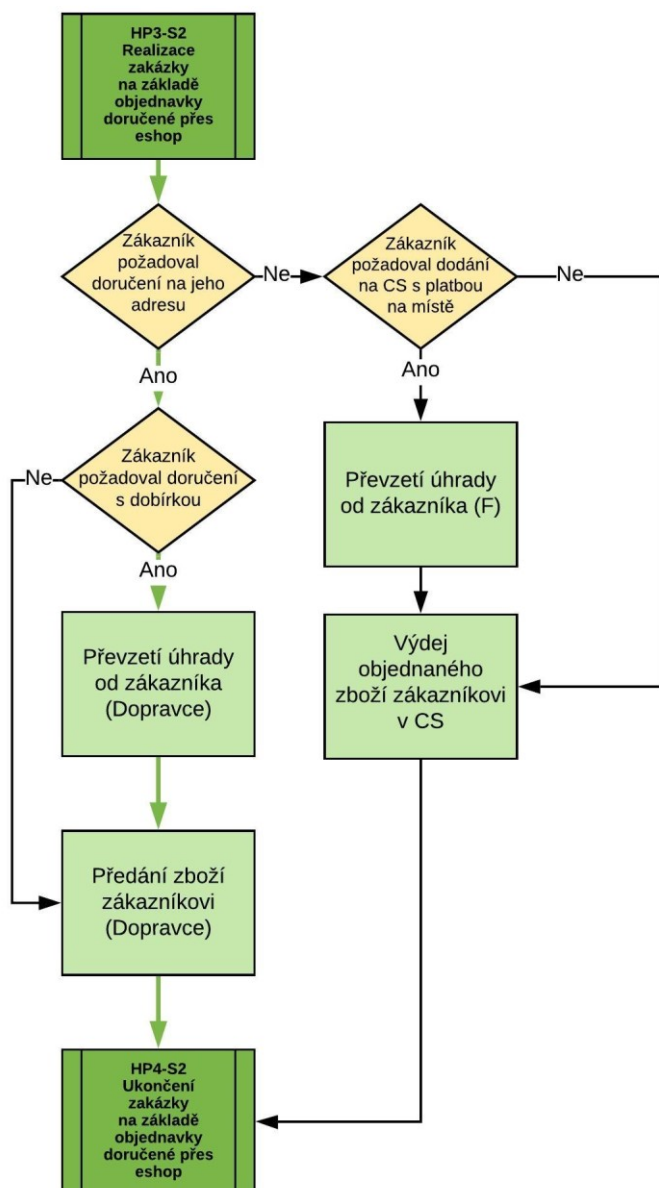 HP3-S2
Realizace
zakázky
na základě
objednavky
doručené přes
eshop
Zákazník
požadoval
doručení na jeho
adresu
Ne
Zákazník
požadoval dodání
na CS s platbou
na místě
Ne
Ano
Ano
Zákazník
požadoval doručení
s dobírkou
Ne
Ano
Převzetí úhrady
od zákazníka (F)
Převzetí úhrady
od zákazníka
(Dopravce)
Výdej
objednaného
zboží zákazníkovi
v CS
Předání zboží
zákazníkovi
(Dopravce)
HP4-S2
Ukončení
zakázky
na základě
objednavky
doručené přes
eshop